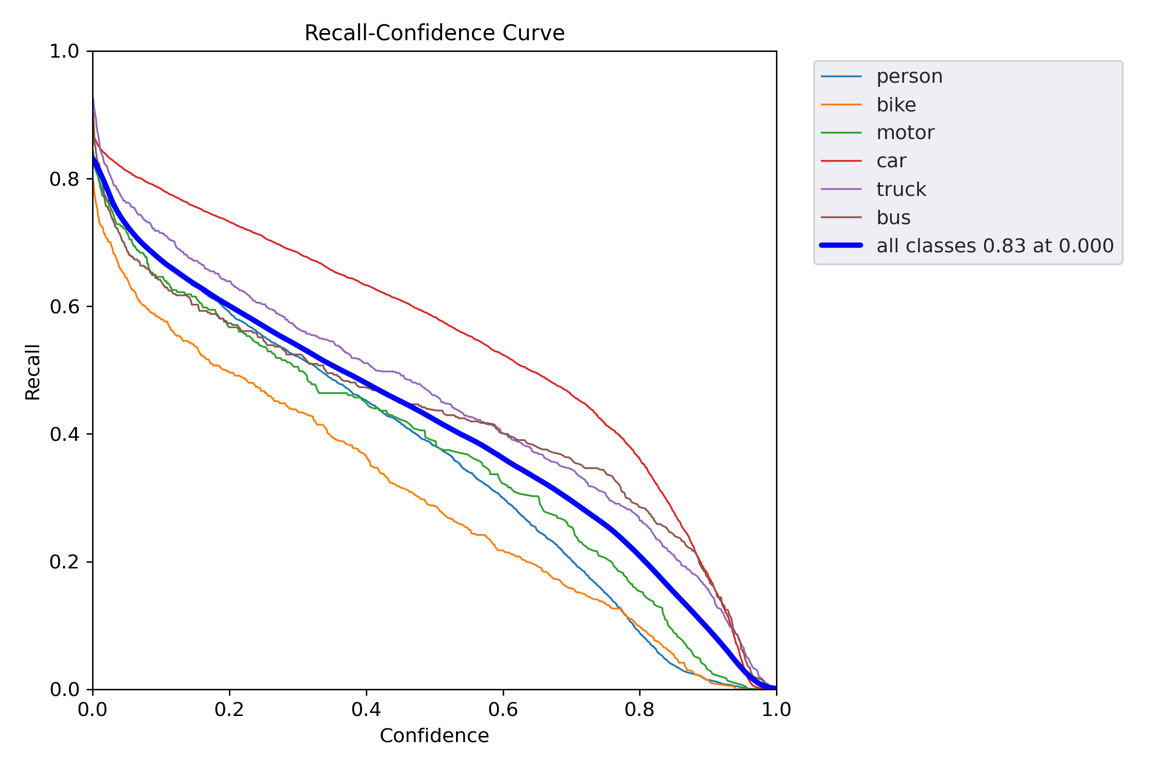 Recall-Confidence Curve
1.0
0.8
0.6
0.4
0.2
0.0
Recall
0.0 0.2 0.4 0.6 0.8 1.0
Confidence
person
bike
motor
car
truck
bus
all classes 0.83 at 0.000